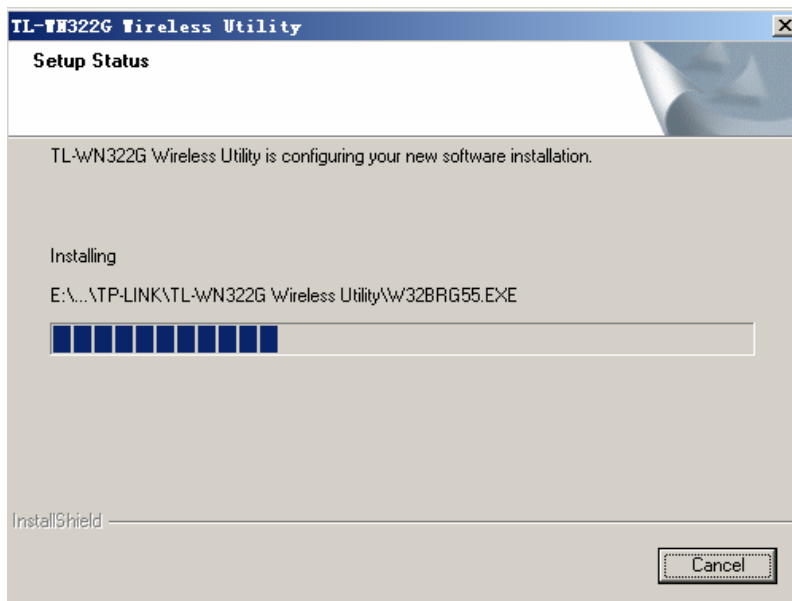 TL-WN322G Wireless Utility
Setup Status
TL-WN322G Wireless Utility is configuring your new software installation.
Installing
E:\...\TP-LINK\TL-WN322G Wireless Utility\W32BRG55.EXE
InstallShield
Cancel